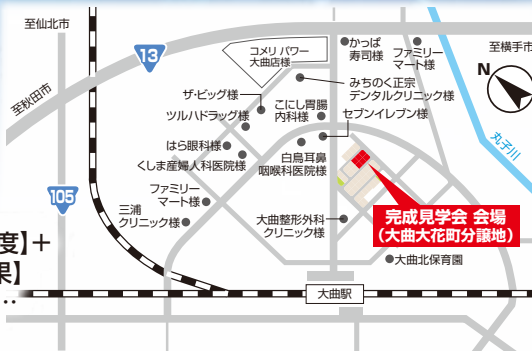 至仙北市
コメリ パワー
大曲店様
かっぱ
寿司様
ファミリー
マート様
至横手市
13
N
至秋田市
ザ・ビッグ様
みちのく正宗
デンタルクリニック様
ツルハドラッグ様
こにし胃腸
内科様
セブンイレブン様
丸子川
はら眼科様
くしま産婦人科医院様
白鳥耳鼻
咽喉科医院様
105
ファミリー
マート様
三浦
クリニック様
大曲整形外科
クリニック様
完成見学会 会場
(大曲大花町分譲地)
度】＋
果】
‥
大曲北保育園
大曲駅